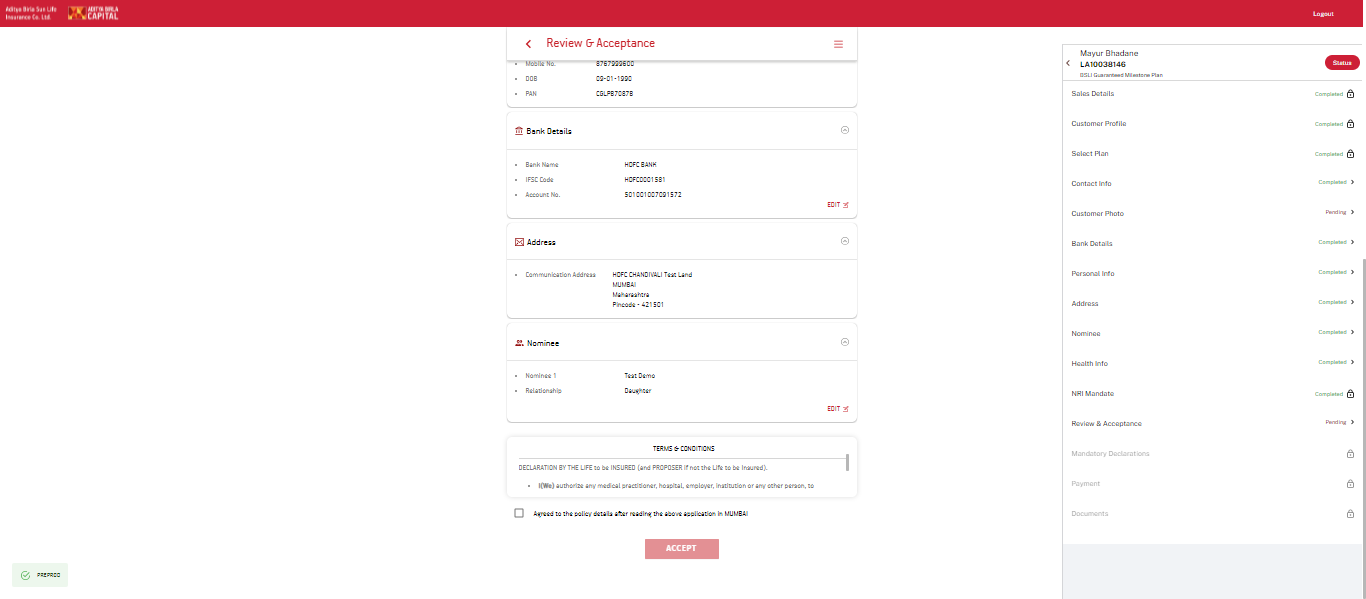 Aditya Birla Sun Life
Insurance Co. Ltd.
ADITYA BIRLA
CAPITAL
Logout
Review & Acceptance
Mobile No. 8767999600
DOB 09-01-1990
PAN CGLPB7087B
Bank Details
Bank Name HDFC BANK
IFSC Code HDFC0001581
Account No. 501001007091572
EDIT
Address
Communication Address HDFC CHANDIVALI Test Land
MUMBAI
Maharashtra
Pincode - 421501
Nominee
Nominee 1 Test Demo
Relationship Daughter
EDIT
TERMS & CONDITIONS
DECLARATION BY THE LIFE to be INSURED (and PROPOSER if not the Life to be Insured).
I(We) authorize any medical practitioner, hospital, employer, institution or any other person, to
Agreed to the policy details after reading the above application in MUMBAI
ACCEPT
PREPROD
Mayur Bhadane
LA10038146
BSLI Guaranteed Milestone Plan
Status
Sales Details Completed
Customer Profile Completed
Select Plan Completed
Contact Info Completed
Customer Photo Pending
Bank Details Completed
Personal Info Completed
Address Completed
Nominee Completed
Health Info Completed
NRI Mandate Completed
Review & Acceptance Pending
Mandatory Declarations
Payment
Documents